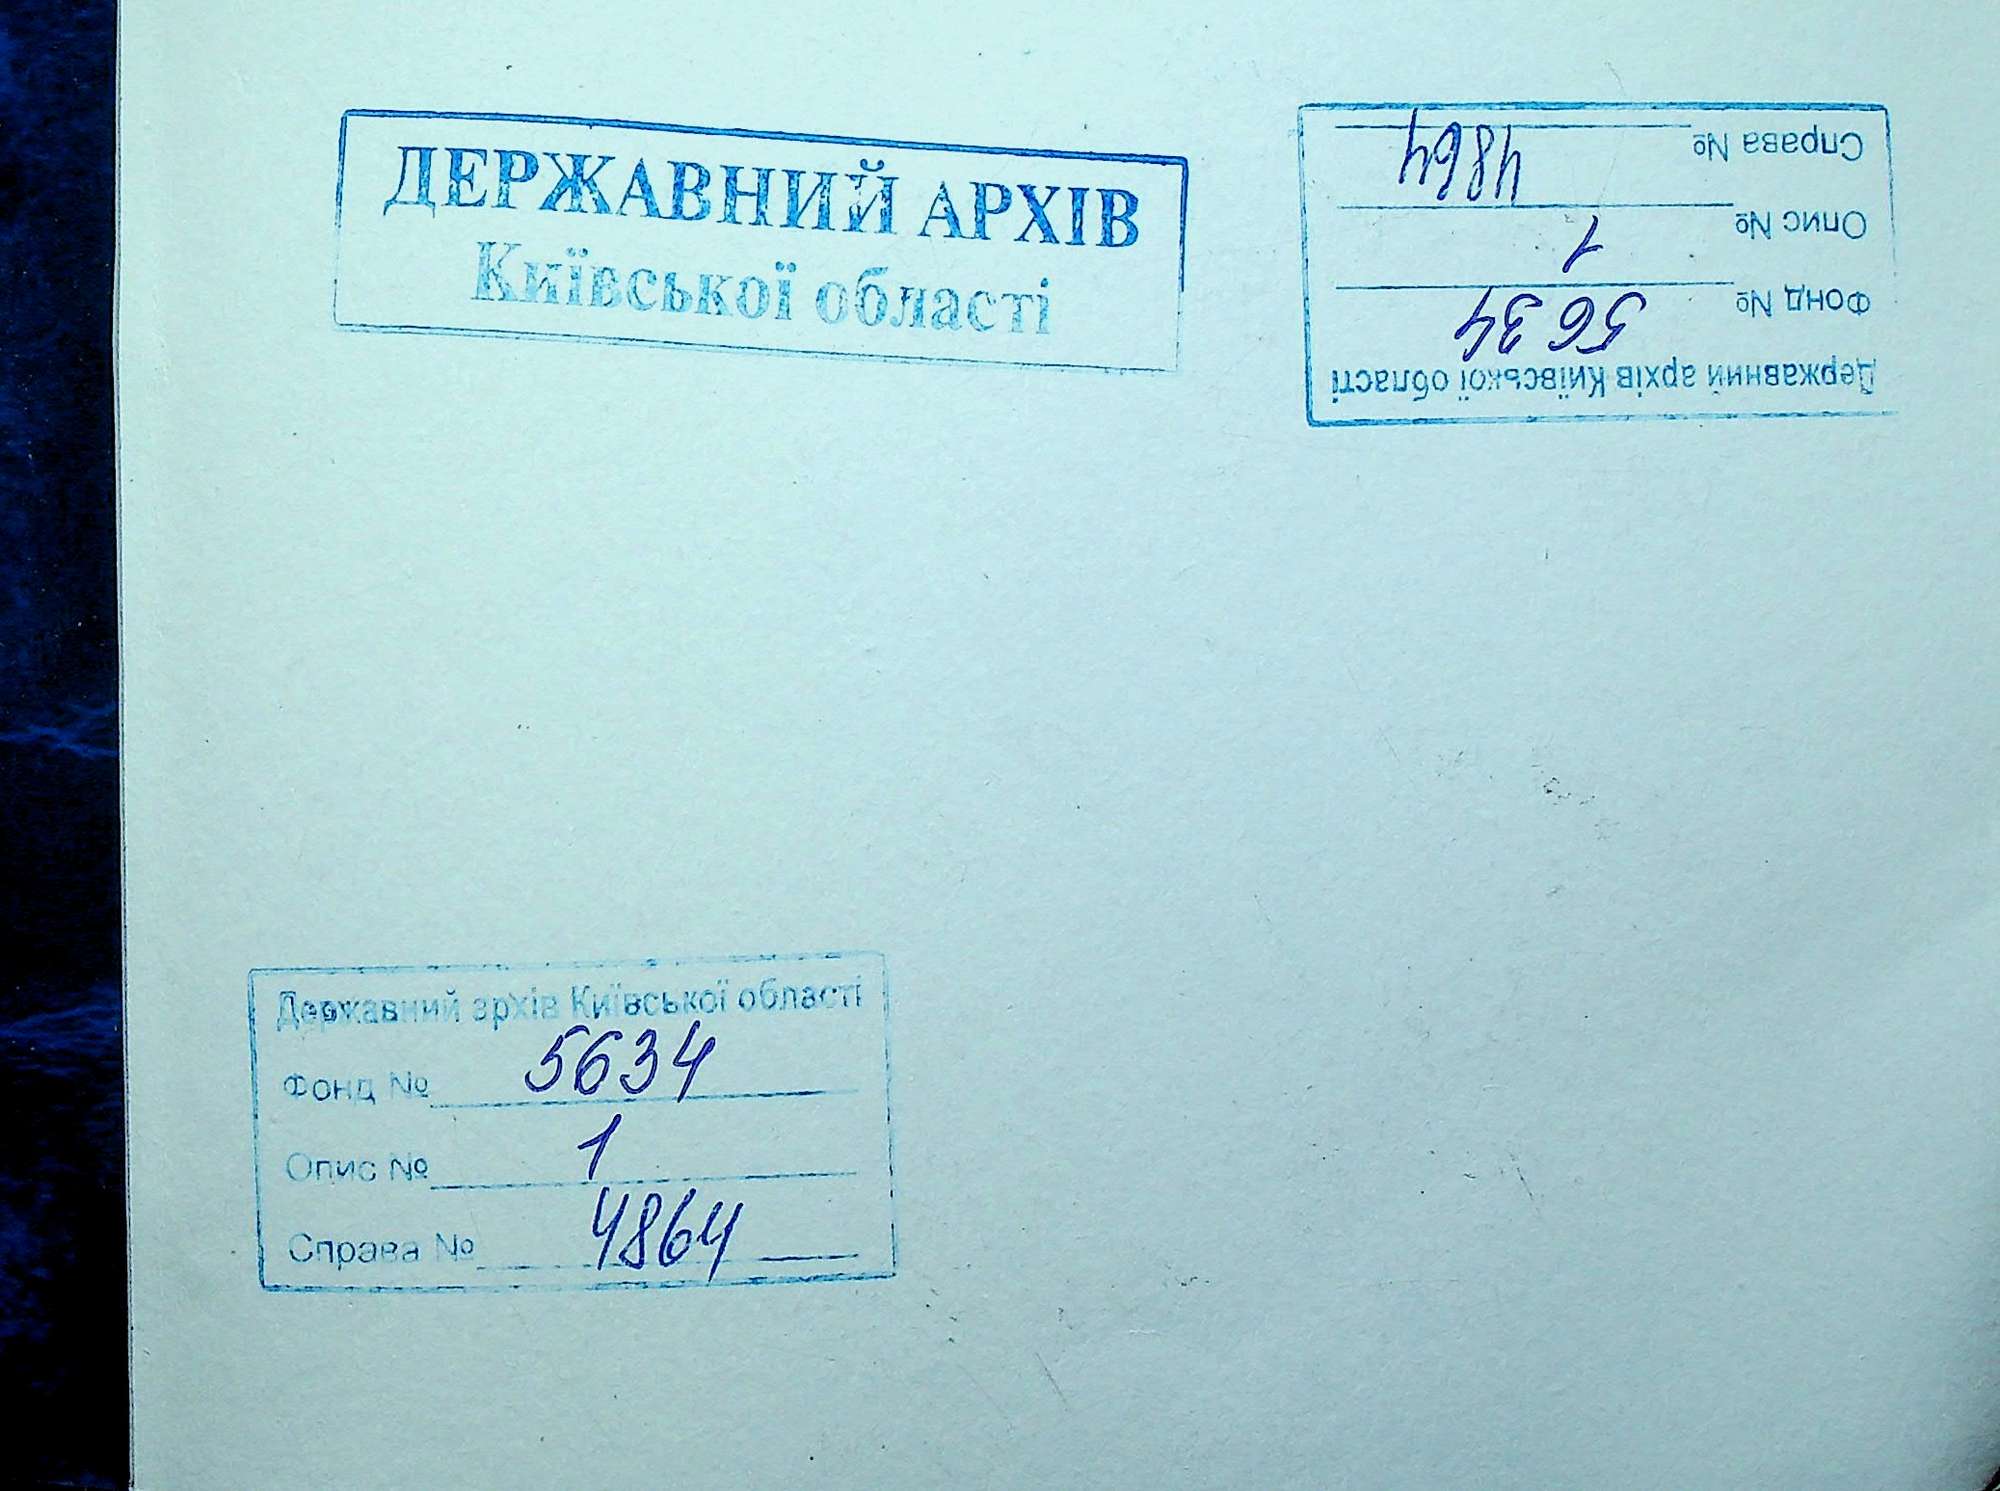 ДЕРЖАВНИЙ АРХІВ
Київської області
Державний архів Київської області
Фонд № 5634
Опис № 1
Справа № 4864
Державний архів Київської області
Фонд № 5634
Опис № 1
Справа № 4864